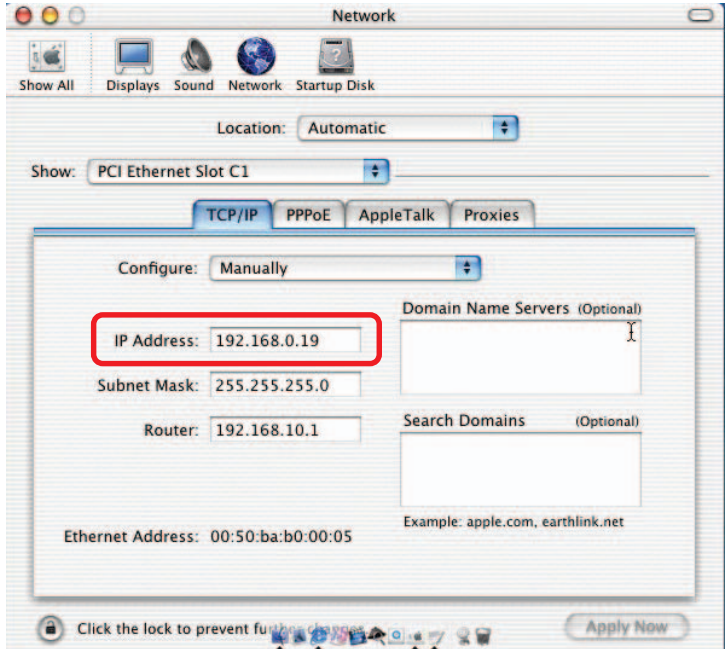 Network
Show All Displays Sound Network Startup Disk
Location: Automatic
Show: PCI Ethernet Slot C1
TCP/IP PPPoE AppleTalk Proxies
Configure: Manually
Domain Name Servers (Optional)
IP Address: 192.168.0.19
Subnet Mask: 255.255.255.0
Search Domains (Optional)
Router: 192.168.10.1
Example: apple.com, earthlink.net
Ethernet Address: 00:50:ba:b0:00:05
Click the lock to prevent further changes.
Apply Now